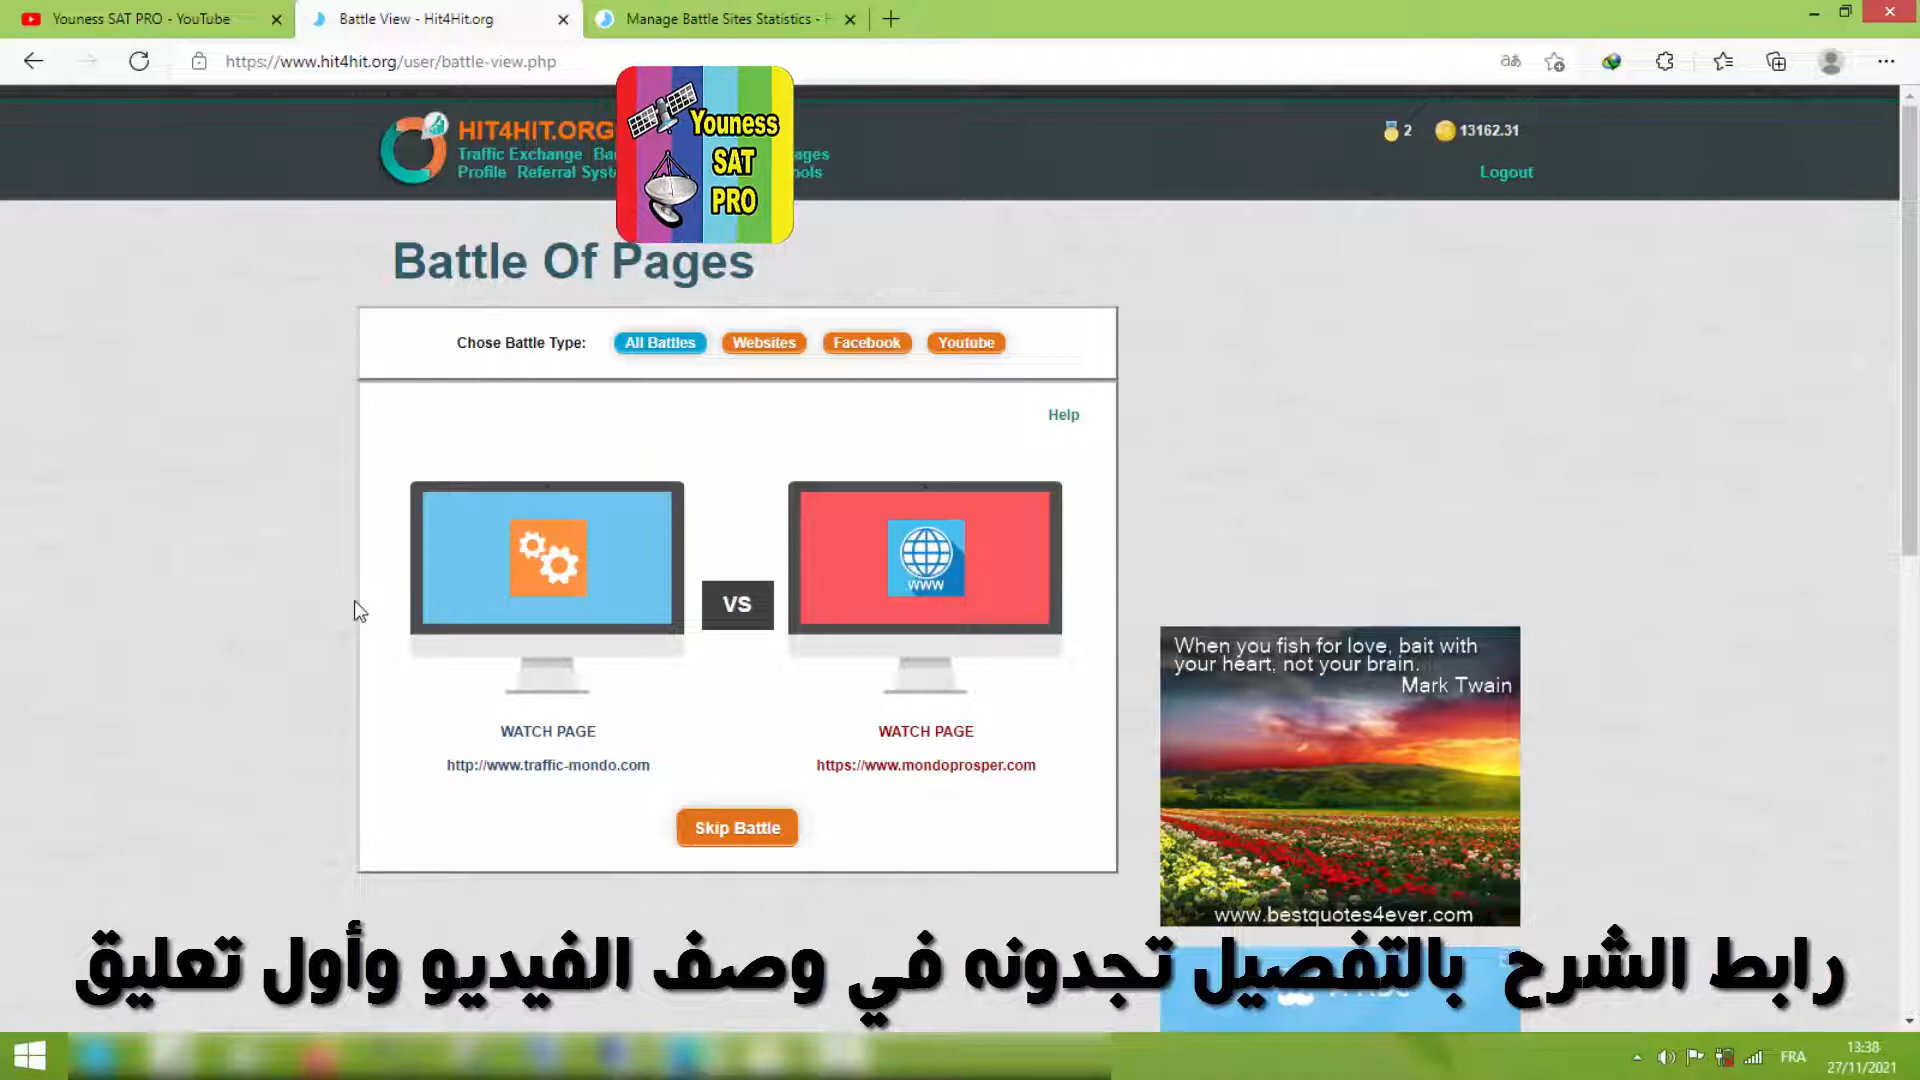 Youness SAT PRO - YouTube
Battle View - Hit4Hit.org
Manage Battle Sites Statistics -
https://www.hit4hit.org/user/battle-view.php
HIT4HIT.ORG
Traffic Exchange
Profile Referral
Youness
SAT
PRO
2
13162.31
Logout
Battle Of Pages
Chose Battle Type:
All Battles
Websites
Facebook
Youtube
Help
WWW
VS
WATCH PAGE
http://www.traffic-mondo.com
WATCH PAGE
https://www.mondoprosper.com
Skip Battle
When you fish for love, bait with
your heart, not your brain.
Mark Twain
www.bestquotes4ever.com
رابط الشرح بالتفصيل تجدونه في وصف الفيديو وأول تعليق
FRA
13:38
27/11/2021